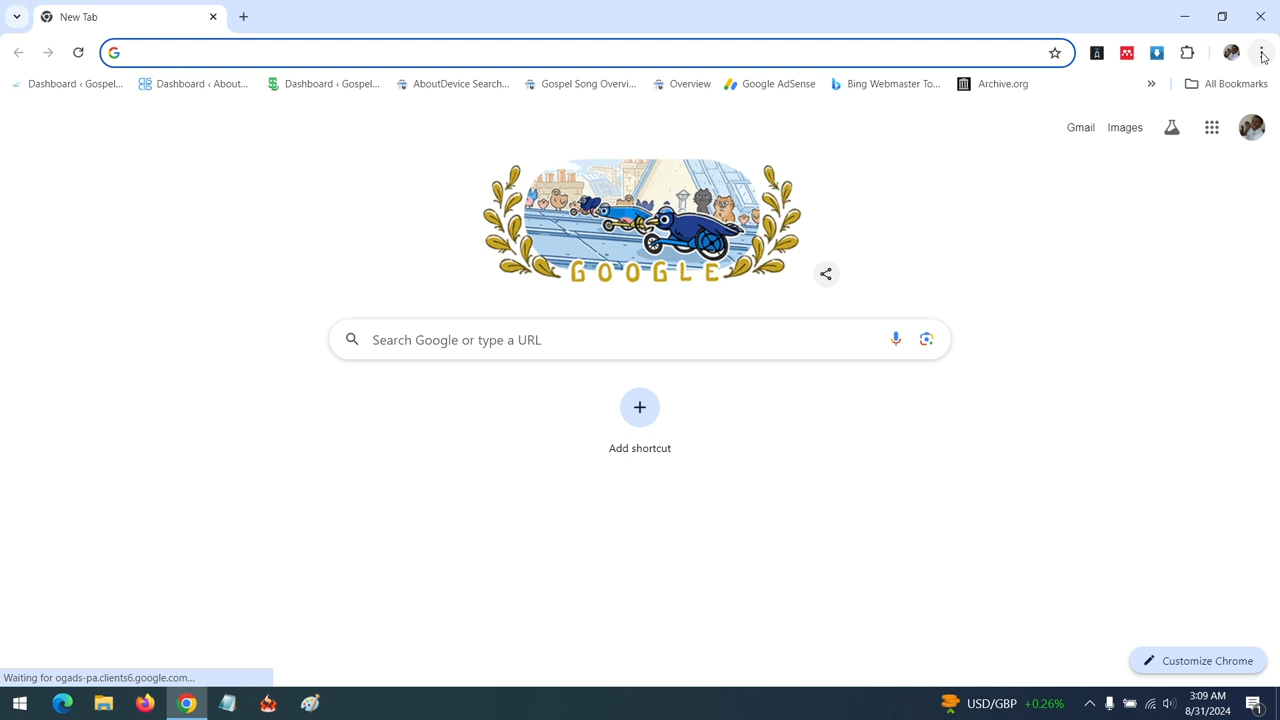 New Tab
Dashboard ‹ Gospel...
Dashboard ‹ About...
Dashboard ‹ Gospel...
AboutDevice Search...
Gospel Song Overvi...
Overview
Google AdSense
Bing Webmaster To...
Archive.org
All Bookmarks
Gmail
Images
GOOGLE
Search Google or type a URL
Add shortcut
Customize Chrome
Waiting for ogads-pa.clients6.google.com...
USD/GBP +0.26%
3:09 AM
8/31/2024
1